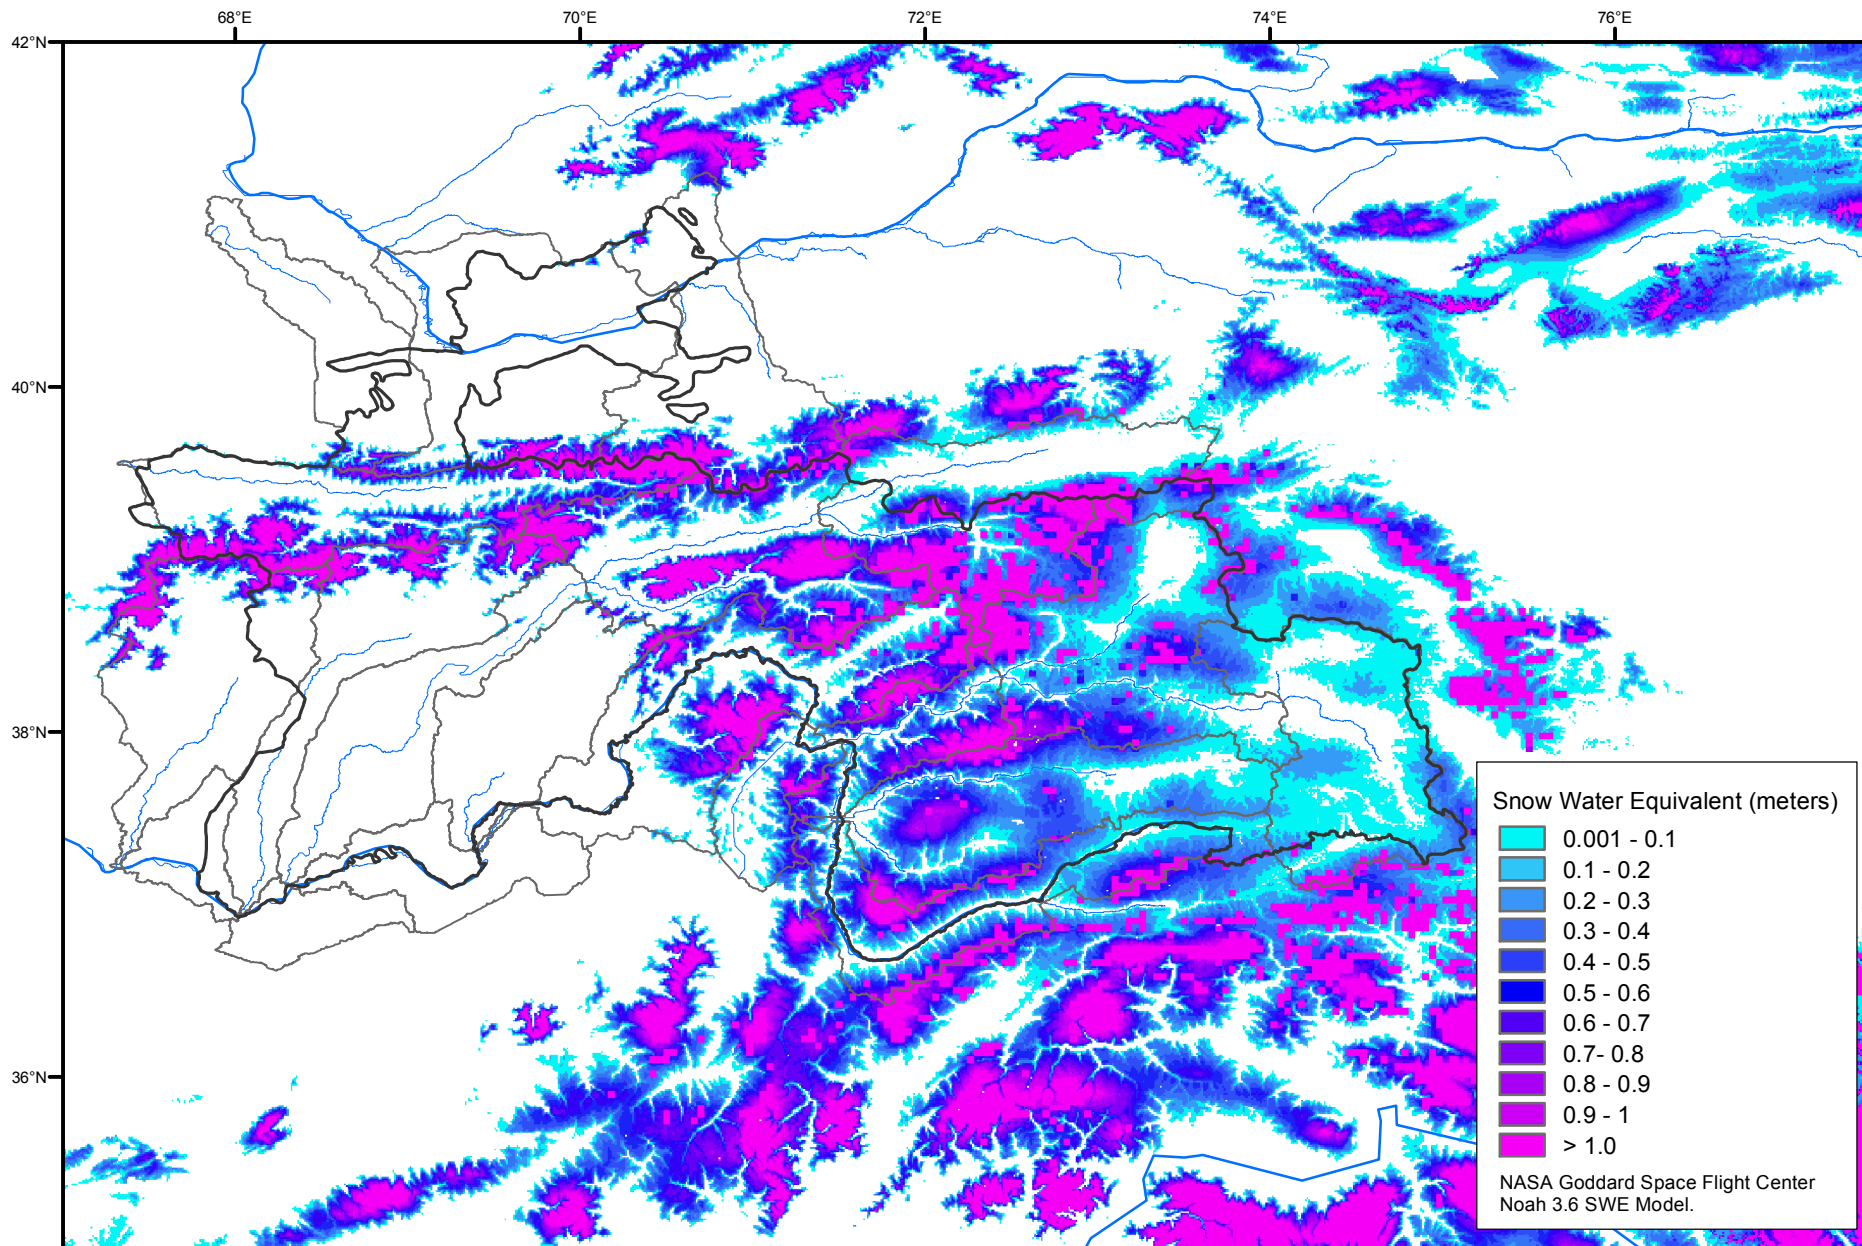 68°E 70°E 72°E 74°E 76°E
42°N
40°N
38°N
36°N
Snow Water Equivalent (meters)
0.001 - 0.1
0.1 - 0.2
0.2 - 0.3
0.3 - 0.4
0.4 - 0.5
0.5 - 0.6
0.6 - 0.7
0.7- 0.8
0.8 - 0.9
0.9 - 1
> 1.0
NASA Goddard Space Flight Center
Noah 3.6 SWE Model.